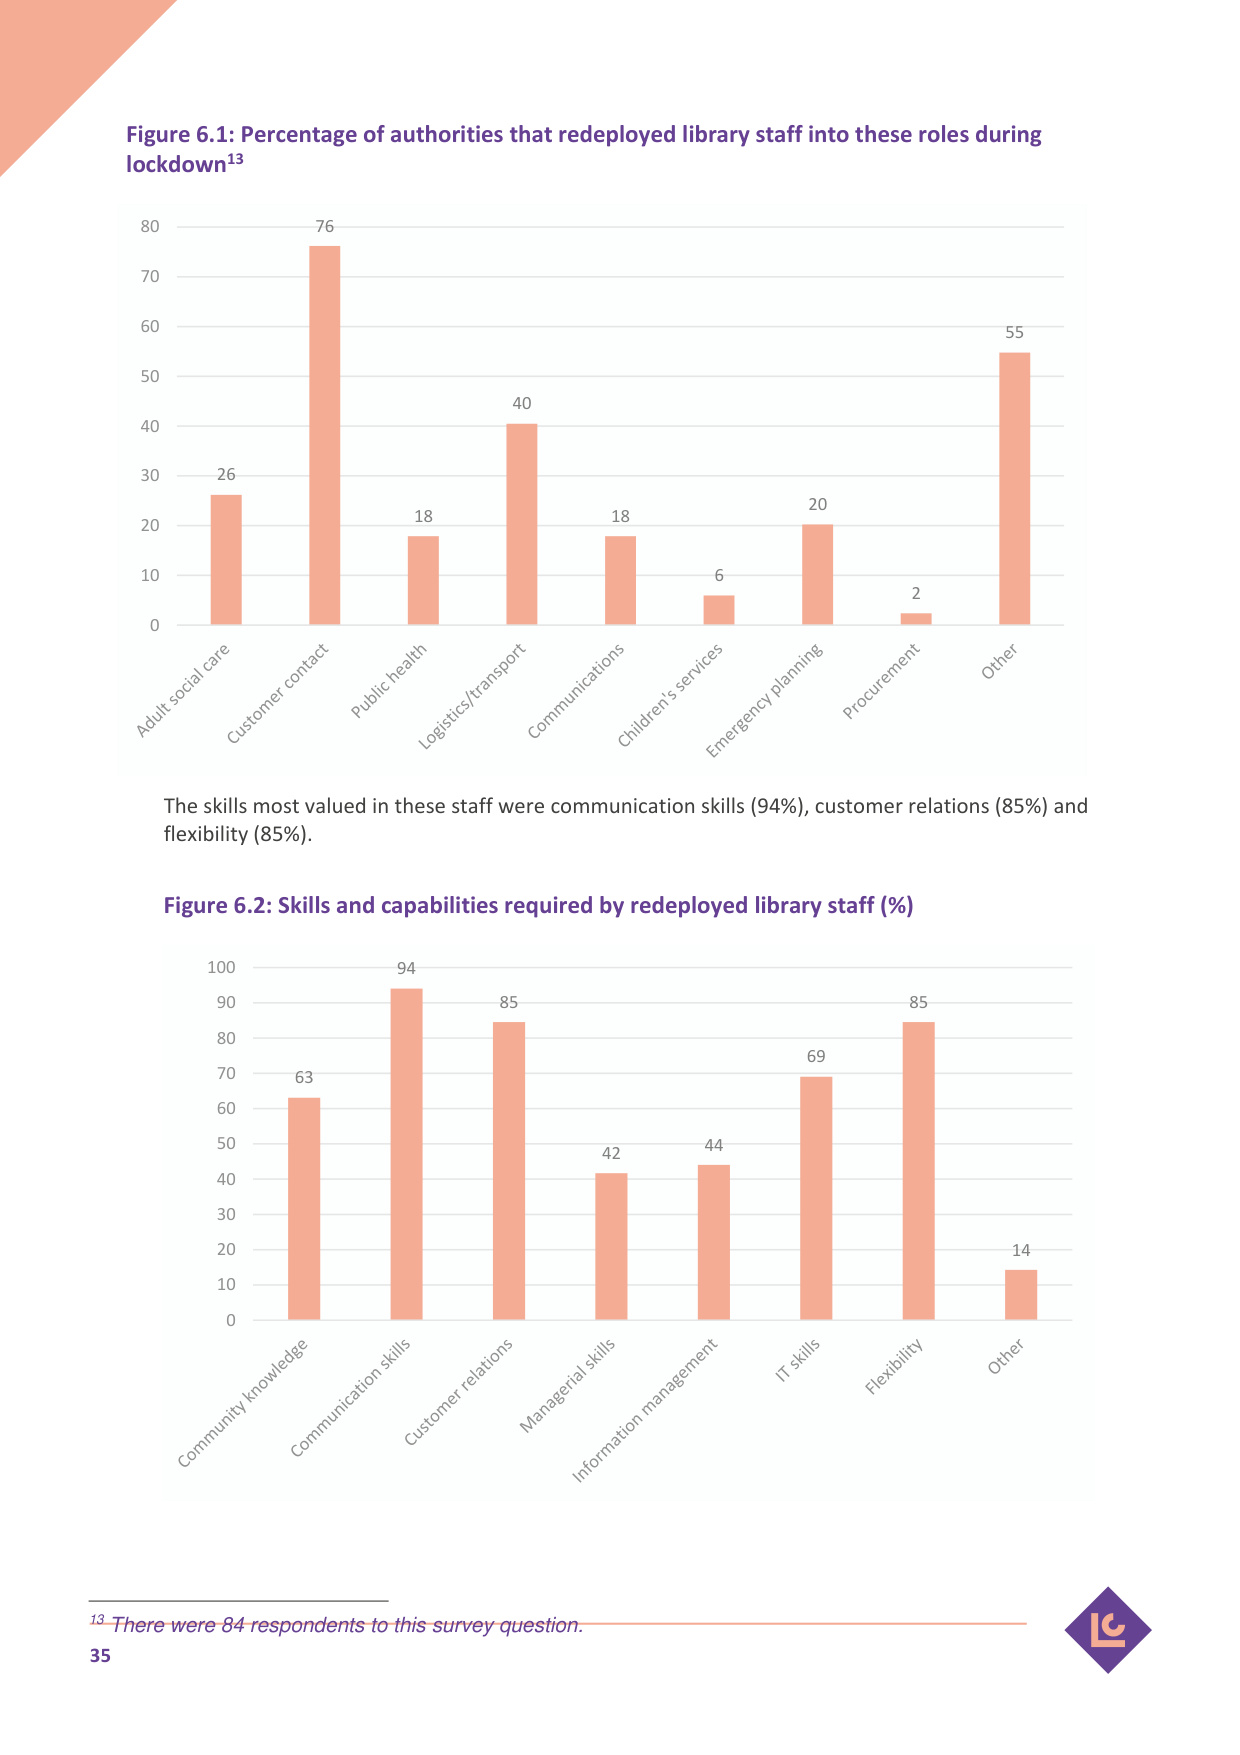 Figure 6.1: Percentage of authorities that redeployed library staff into these roles during
lockdown13
80
70
60
50
40
30
20
10
0
26
76
18
40
18
6
20
2
55
Adult social care
Customer contact
Public health
Logistics/transport
Communications
Children's services
Emergency planning
Procurement
Other
The skills most valued in these staff were communication skills (94%), customer relations (85%) and
flexibility (85%).
Figure 6.2: Skills and capabilities required by redeployed library staff (%)
100
90
80
70
60
50
40
30
20
10
0
63
94
85
42
44
69
85
14
Community knowledge
Communication skills
Customer relations
Managerial skills
Information management
IT skills
Flexibility
Other
13 There were 84 respondents to this survey question.
35
LC